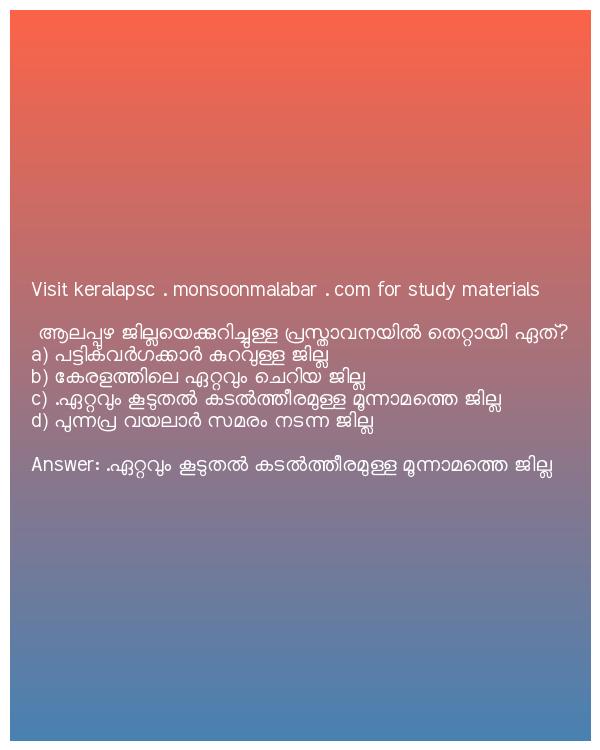 Visit keralapsc . monsoonmalabar . com for study materials
ആലപ്പുഴ ജില്ലയെക്കുറിച്ചുള്ള പ്രസ്താവനയിൽ തെറ്റായി ഏത്?
a) പട്ടികവർഗക്കാർ കുറവുള്ള ജില്ല
b) കേരളത്തിലെ ഏറ്റവും ചെറിയ ജില്ല
c) .ഏറ്റവും കൂടുതൽ കടൽത്തീരമുള്ള മൂന്നാമത്തെ ജില്ല
d) പുന്നപ്ര വയലാർ സമരം നടന്ന ജില്ല
Answer: .ഏറ്റവും കൂടുതൽ കടൽത്തീരമുള്ള മൂന്നാമത്തെ ജില്ല